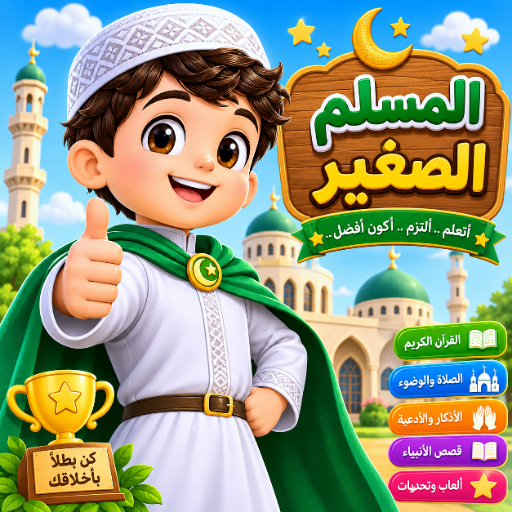 المسلم
الصغير
أتعلم .. ألتزم .. أكون أفضل ..
القرآن الكريم
الصلاة والوضوء
الأذكار والأدعية
قصص الأنبياء
ألعاب وتحديات
كن بطلاً
بأخلاقك